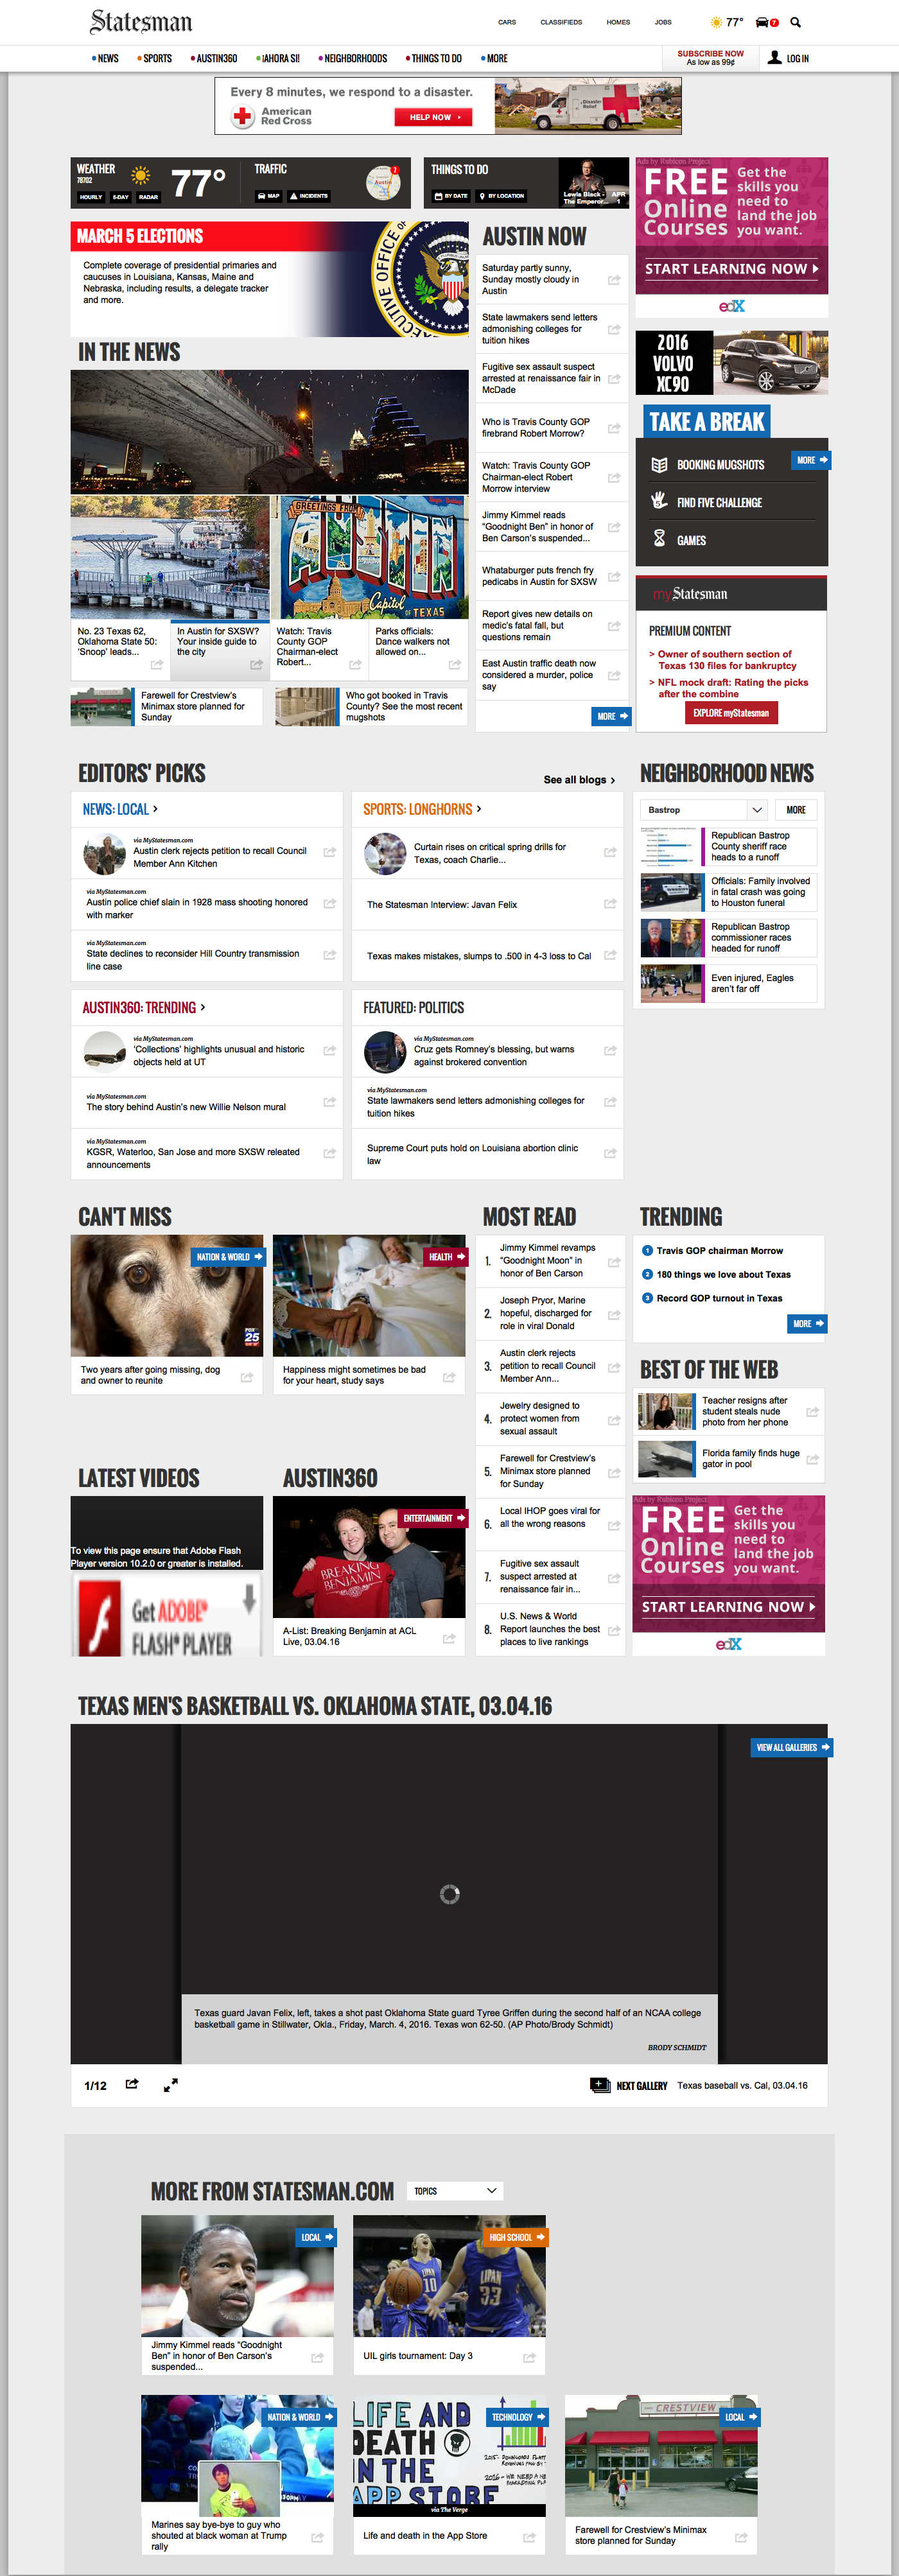 Statesman
CARS
CLASSIFIEDS
HOMES
JOBS
77°
7
NEWS
SPORTS
AUSTIN360
¡AHORA SI!
NEIGHBORHOODS
THINGS TO DO
MORE
SUBSCRIBE NOW
As low as 99¢
LOG IN
Every 8 minutes, we respond to a disaster.
American
Red Cross
HELP NOW
Disaster
Relief
WEATHER
78702
77°
HOURLY
5-DAY
RADAR
TRAFFIC
MAP
INCIDENTS
Austin
7
THINGS TO DO
BY DATE
BY LOCATION
Lewis Black -
The Emperor...
APR
1
Ads by Rubicon Project
FREE
Online
Courses
Get the
skills you
need to
land the job
you want.
START LEARNING NOW
edX
MARCH 5 ELECTIONS
Complete coverage of presidential primaries and
caucuses in Louisiana, Kansas, Maine and
Nebraska, including results, a delegate tracker
and more.
EXECUTIVE OFFICE OF
IN THE NEWS
GREETINGS FROM
AUSTIN
Capitol
OF TEXAS
No. 23 Texas 62,
Oklahoma State 50:
'Snoop' leads...
In Austin for SXSW?
Your inside guide to
the city
Watch: Travis
County GOP
Chairman-elect
Robert...
Parks officials:
Dance walkers not
allowed on...
Farewell for Crestview's
Minimax store planned for
Sunday
Who got booked in Travis
County? See the most recent
mugshots
AUSTIN NOW
Saturday partly sunny,
Sunday mostly cloudy in
Austin
State lawmakers send letters
admonishing colleges for
tuition hikes
Fugitive sex assault suspect
arrested at renaissance fair in
McDade
Who is Travis County GOP
firebrand Robert Morrow?
Watch: Travis County GOP
Chairman-elect Robert
Morrow interview
Jimmy Kimmel reads
"Goodnight Ben" in honor of
Ben Carson's suspended...
Whataburger puts french fry
pedicabs in Austin for SXSW
Report gives new details on
medic's fatal fall, but
questions remain
East Austin traffic death now
considered a murder, police
say
MORE
2016
VOLVO
XC90
TAKE A BREAK
MORE
BOOKING MUGSHOTS
FIND FIVE CHALLENGE
GAMES
myStatesman
PREMIUM CONTENT
> Owner of southern section of
Texas 130 files for bankruptcy
> NFL mock draft: Rating the picks
after the combine
EXPLORE myStatesman
EDITORS' PICKS
See all blogs >
NEWS: LOCAL >
via MyStatesman.com
Austin clerk rejects petition to recall Council
Member Ann Kitchen
via MyStatesman.com
Austin police chief slain in 1928 mass shooting honored
with marker
via MyStatesman.com
State declines to reconsider Hill Country transmission
line case
SPORTS: LONGHORNS >
Curtain rises on critical spring drills for
Texas, coach Charlie...
The Statesman Interview: Javan Felix
Texas makes mistakes, slumps to .500 in 4-3 loss to Cal
AUSTIN360: TRENDING >
via MyStatesman.com
'Collections' highlights unusual and historic
objects held at UT
via MyStatesman.com
The story behind Austin's new Willie Nelson mural
via MyStatesman.com
KGSR, Waterloo, San Jose and more SXSW releated
announcements
FEATURED: POLITICS
via MyStatesman.com
Cruz gets Romney's blessing, but warns
against brokered convention
via MyStatesman.com
State lawmakers send letters admonishing colleges for
tuition hikes
Supreme Court puts hold on Louisiana abortion clinic
law
NEIGHBORHOOD NEWS
Bastrop
MORE
Republican Bastrop
County sheriff race
heads to a runoff
Officials: Family involved
in fatal crash was going
to Houston funeral
Republican Bastrop
commissioner races
headed for runoff
Even injured, Eagles
aren't far off
CAN'T MISS
NATION & WORLD
FOX
25
Two years after going missing, dog
and owner to reunite
HEALTH
Happiness might sometimes be bad
for your heart, study says
MOST READ
1.
Jimmy Kimmel revamps
"Goodnight Moon" in
honor of Ben Carson
2.
Joseph Pryor, Marine
hopeful, discharged for
role in viral Donald
3.
Austin clerk rejects
petition to recall Council
Member Ann...
4.
Jewelry designed to
protect women from
sexual assault
5.
Farewell for Crestview's
Minimax store planned
for Sunday
6.
Local IHOP goes viral for
all the wrong reasons
7.
Fugitive sex assault
suspect arrested at
renaissance fair in...
8.
U.S. News & World
Report launches the best
places to live rankings
TRENDING
1 Travis GOP chairman Morrow
2 180 things we love about Texas
3 Record GOP turnout in Texas
MORE
BEST OF THE WEB
Teacher resigns after
student steals nude
photo from her phone
Florida family finds huge
gator in pool
Ads by Rubicon Project
FREE
Online
Courses
Get the
skills you
need to
land the job
you want.
START LEARNING NOW
edX
LATEST VIDEOS
To view this page ensure that Adobe Flash
Player version 10.2.0 or greater is installed.
Get ADOBE®
FLASH® PLAYER
AUSTIN360
ENTERTAINMENT
BREAKING
BENJAMIN
A-List: Breaking Benjamin at ACL
Live, 03.04.16
TEXAS MEN'S BASKETBALL VS. OKLAHOMA STATE, 03.04.16
VIEW ALL GALLERIES
Texas guard Javan Felix, left, takes a shot past Oklahoma State guard Tyree Griffen during the second half of an NCAA college
basketball game in Stillwater, Okla., Friday, March. 4, 2016. Texas won 62-50. (AP Photo/Brody Schmidt)
BRODY SCHMIDT
1/12
NEXT GALLERY
Texas baseball vs. Cal, 03.04.16
MORE FROM STATESMAN.COM
TOPICS
LOCAL
Jimmy Kimmel reads "Goodnight
Ben" in honor of Ben Carson's
suspended...
HIGH SCHOOL
LIPAN
10
LIPAN
33
UIL girls tournament: Day 3
NATION & WORLD
Marines say bye-bye to guy who
shouted at black woman at Trump
rally
TECHNOLOGY
LIFE AND
DEATH
IN THE
APP STORE
via The Verge
Life and death in the App Store
LOCAL
CRESTVIEW
Farewell for Crestview's Minimax
store planned for Sunday